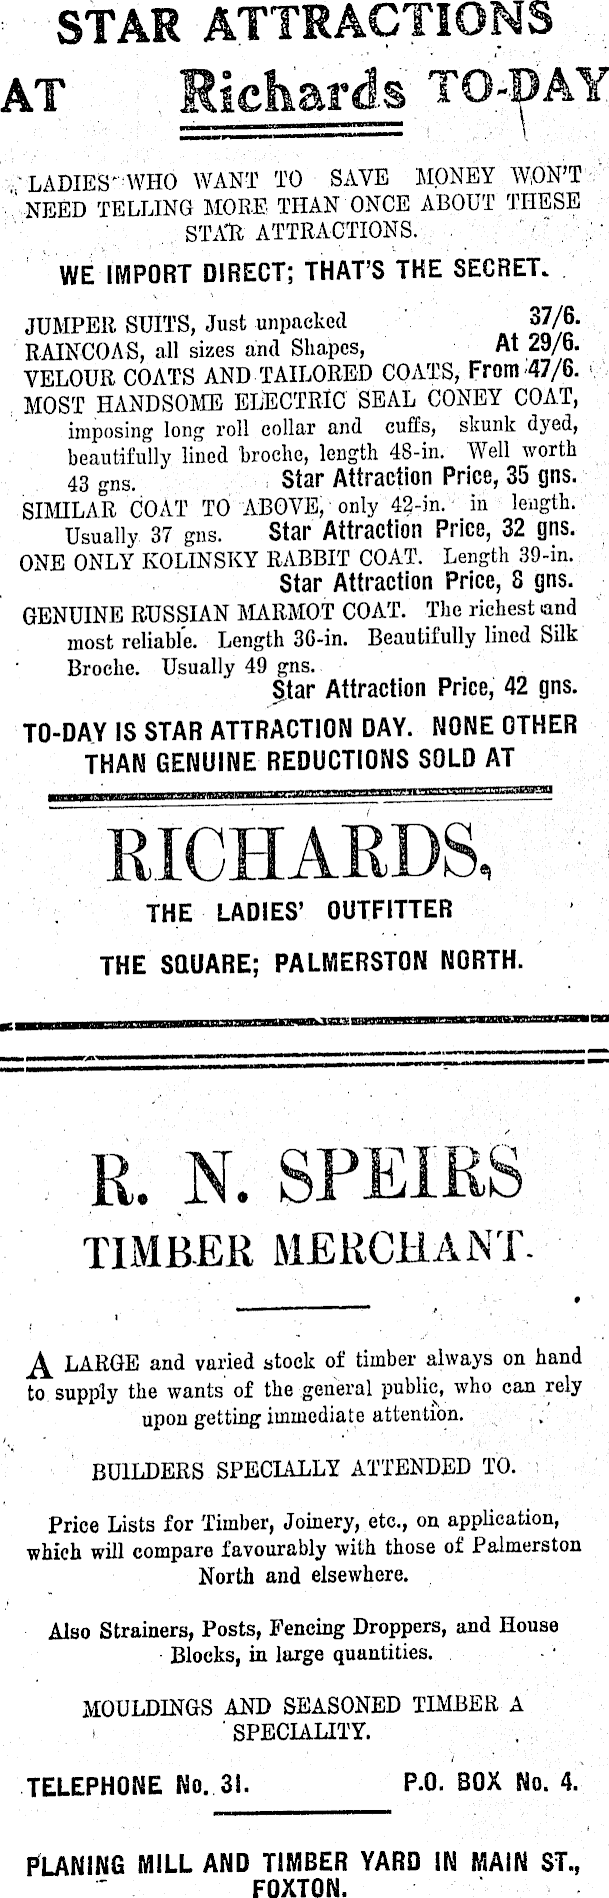 STAR ATTRACTIONS
AT Richards TO-DAY
LADIES WHO WANT TO SAVE MONEY WON'T
NEED TELLING MORE THAN ONCE ABOUT THESE
STAR ATTRACTIONS.
WE IMPORT DIRECT; THAT'S THE SECRET.
JUMPER SUITS, Just unpacked 37/6.
RAINCOAS, all sizes and Shapes, At 29/6.
VELOUR COATS AND TAILORED COATS, From 47/6.
MOST HANDSOME ELECTRIC SEAL CONEY COAT,
imposing long roll collar and cuffs, skunk dyed,
beautifully lined broche, length 48-in. Well worth
43 gns. Star Attraction Price, 35 gns.
SIMILAR COAT TO ABOVE, only 42-in. in length.
Usually 37 gns. Star Attraction Price, 32 gns.
ONE ONLY KOLINSKY RABBIT COAT. Length 39-in.
Star Attraction Price, 8 gns.
GENUINE RUSSIAN MARMOT COAT. The richest and
most reliable. Length 36-in. Beautifully lined Silk
Broche. Usually 49 gns.
Star Attraction Price, 42 gns.
TO-DAY IS STAR ATTRACTION DAY. NONE OTHER
THAN GENUINE REDUCTIONS SOLD AT
RICHARDS,
THE LADIES' OUTFITTER
THE SQUARE; PALMERSTON NORTH.
R. N. SPEIRS
TIMBER MERCHANT.
A LARGE and varied stock of timber always on hand
to supply the wants of the general public, who can rely
upon getting immediate attention.
BUILDERS SPECIALLY ATTENDED TO.
Price Lists for Timber, Joinery, etc., on application,
which will compare favourably with those of Palmerston
North and elsewhere.
Also Strainers, Posts, Fencing Droppers, and House
Blocks, in large quantities.
MOULDINGS AND SEASONED TIMBER A
SPECIALITY.
TELEPHONE No. 31. P.O. BOX No. 4.
PLANING MILL AND TIMBER YARD IN MAIN ST.,
FOXTON.